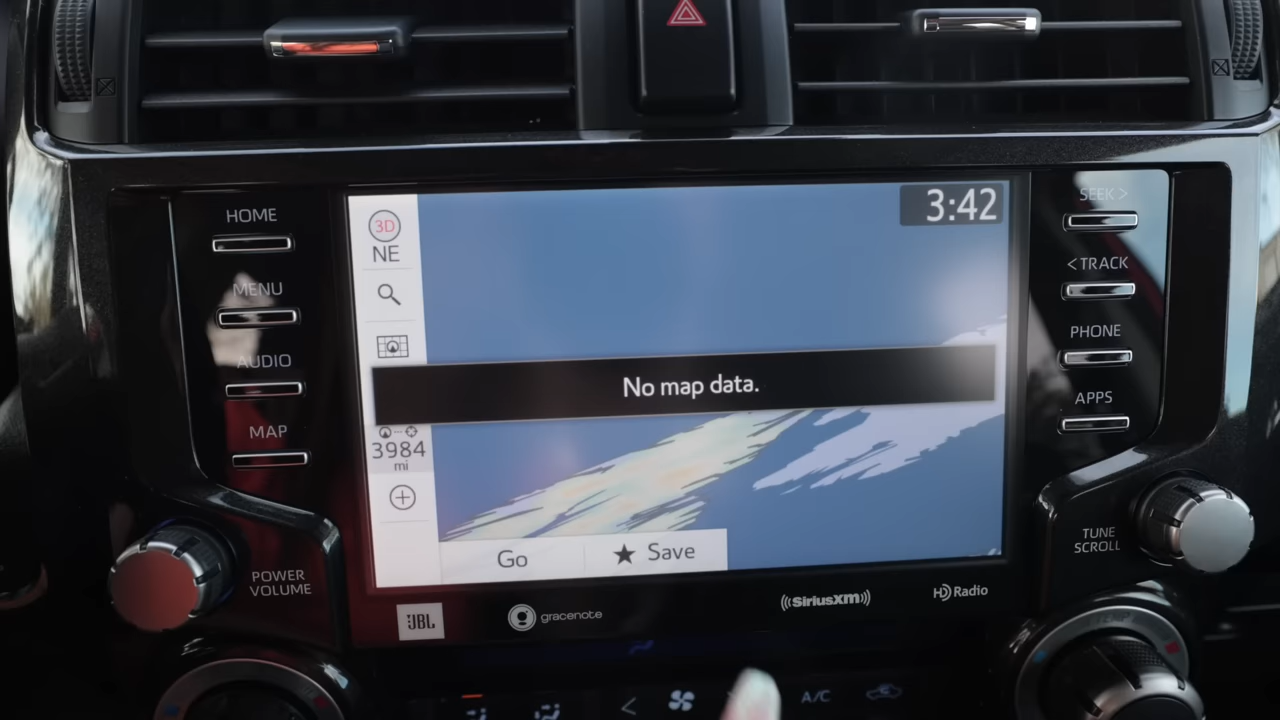 HOME
MENU
AUDIO
MAP
POWER
VOLUME
3D
NE
3984
mi
3:42
No map data.
Go
★ Save
SEEK >
< TRACK
PHONE
APPS
TUNE
SCROLL
JBL
gracenote
((SiriusXM))
HD Radio
A/C